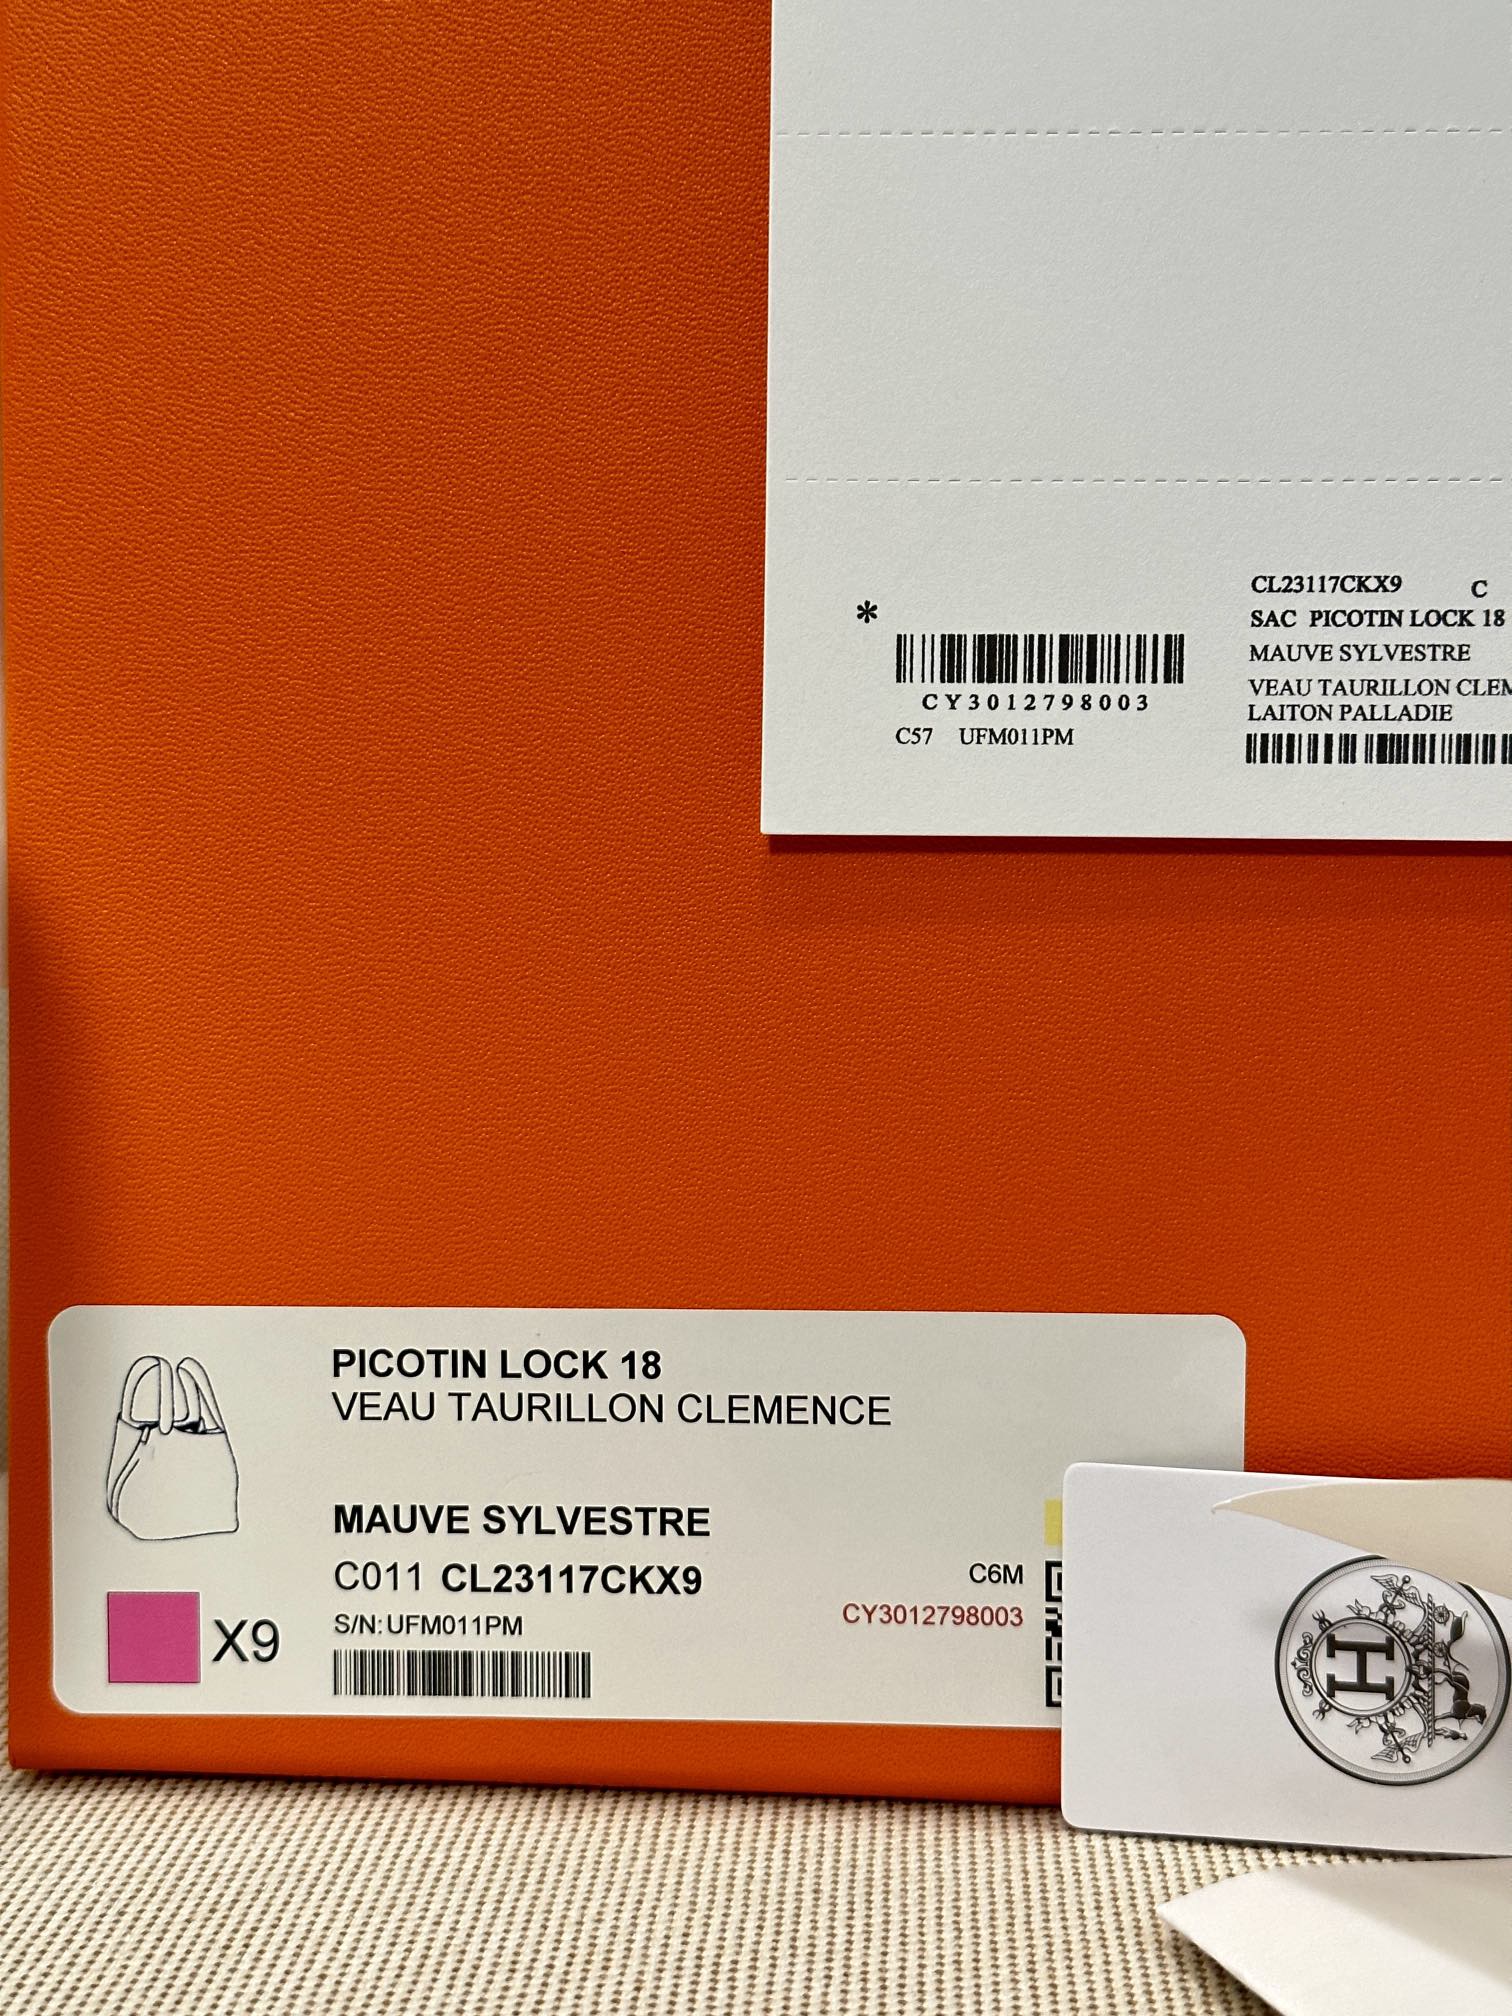 CL23117CKX9 C
SAC PICOTIN LOCK 18
MAUVE SYLVESTRE
VEAU TAURILLON CLEM
LAITON PALLADIE
*
CY3012798003
C57 UFM011PM
PICOTIN LOCK 18
VEAU TAURILLON CLEMENCE
MAUVE SYLVESTRE
C011 CL23117CKX9
S/N: UFM011PM
X9
C6M
CY3012798003
H